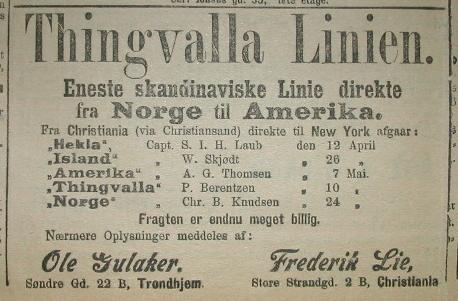 Thingvalla Linien.
Eneste skandinaviske Linie direkte
fra Norge til Amerika.
Fra Christiania (via Christiansand) direkte til New York afgaar:
„Hekla“, Capt. S. I. H. Laub den 12 April
„Island“ „ W. Skjødt „ 26 „
„Amerika“ „ A. G. Thomsen „ 7 Mai.
„Thingvalla“ „ P. Berentzen „ 10 „
„Norge“ „ Chr. B. Knudsen „ 24 „
Fragten er endnu meget billig.
Nærmere Oplysninger meddeles af:
Ole Gulaker, Frederik Lie,
Søndre Gd. 22 B, Trondhjem. Store Strandgd. 2 B, Christiania